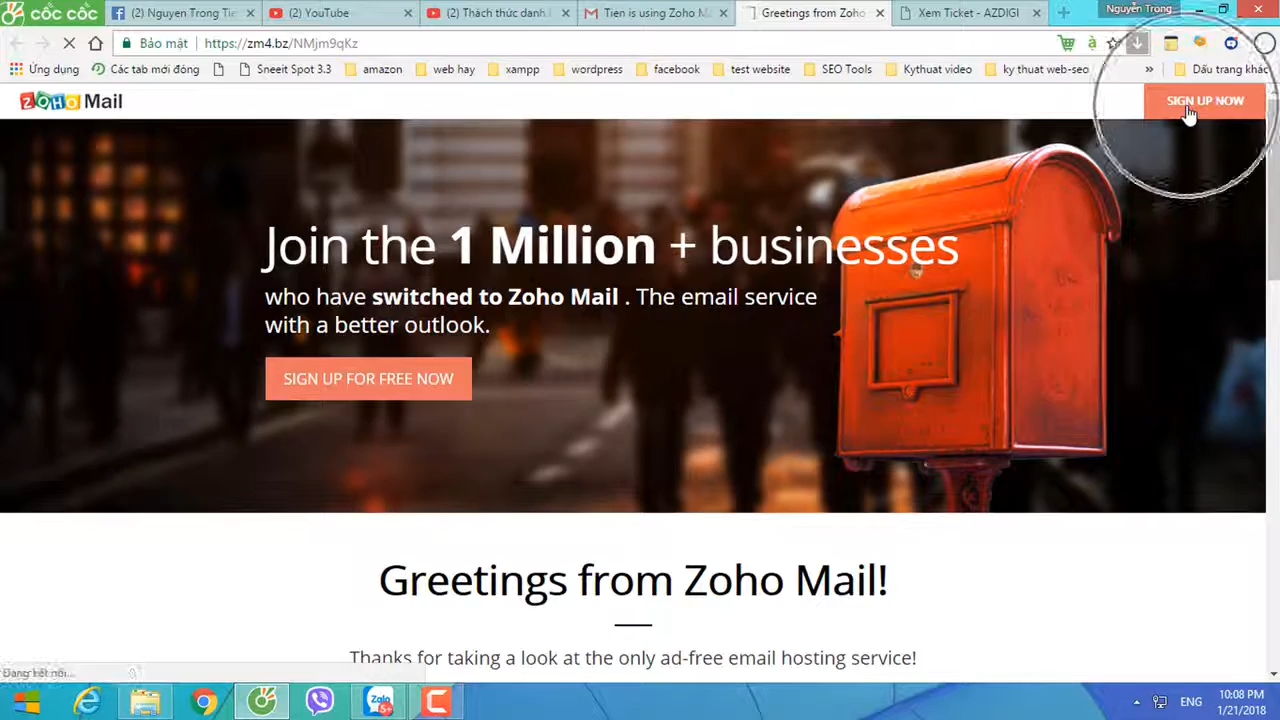 cốc cốc
(2) Nguyen Trong Tie
(2) YouTube
(2) Thách thức danh
Tien is using Zoho M
Greetings from Zoho
Xem Ticket - AZDIGI
Nguyễn Trong
Bảo mật
https://zm4.bz/NMjm9qKz
Ứng dụng
Các tab mới đóng
Sneeit Spot 3.3
amazon
web hay
xampp
wordpress
facebook
test website
SEO Tools
Kythuat video
ky thuat web-seo
»
Dấu trang khác
ZOHO Mail
SIGN UP NOW
Join the 1 Million + businesses
who have switched to Zoho Mail . The email service
with a better outlook.
SIGN UP FOR FREE NOW
Greetings from Zoho Mail!
Thanks for taking a look at the only ad-free email hosting service!
Đang kết nối...
Zalo
ENG
10:08 PM
1/21/2018